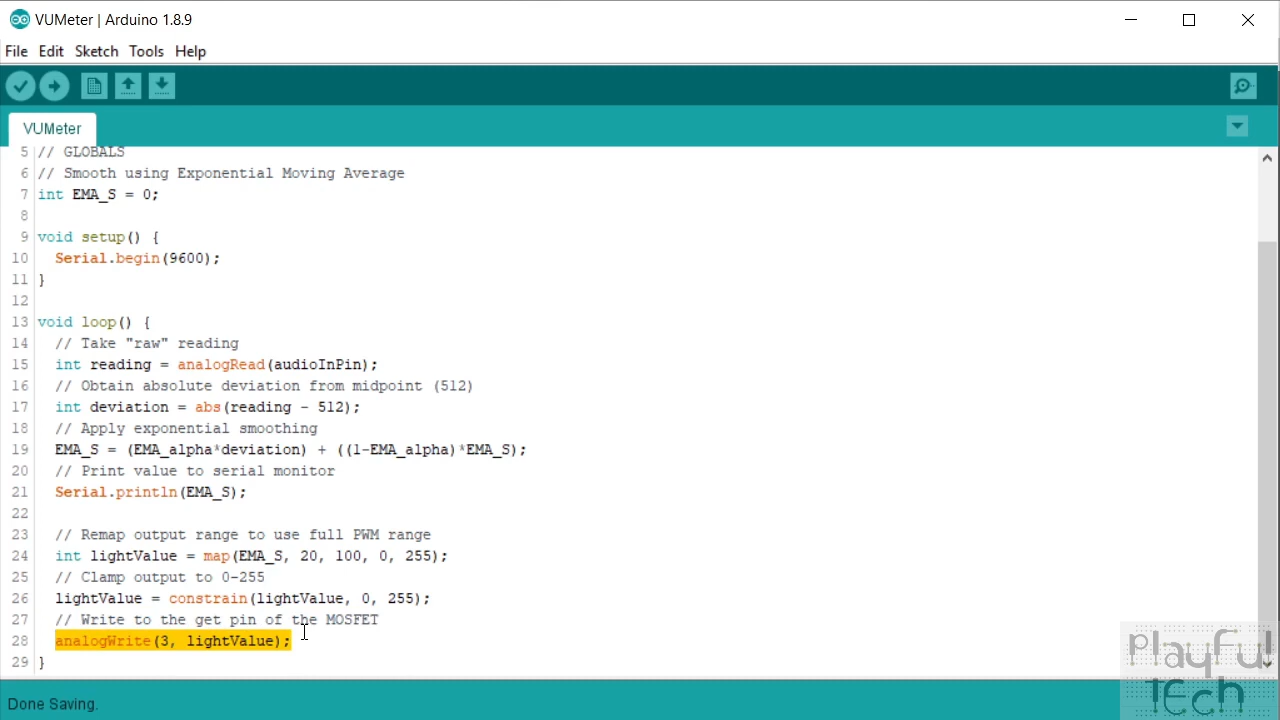 VUMeter | Arduino 1.8.9
File Edit Sketch Tools Help
VUMeter
5 // GLOBALS
6 // Smooth using Exponential Moving Average
7 int EMA_S = 0;
8
9 void setup() {
10 Serial.begin(9600);
11 }
12
13 void loop() {
14 // Take "raw" reading
15 int reading = analogRead(audioInPin);
16 // Obtain absolute deviation from midpoint (512)
17 int deviation = abs(reading - 512);
18 // Apply exponential smoothing
19 EMA_S = (EMA_alpha*deviation) + ((1-EMA_alpha)*EMA_S);
20 // Print value to serial monitor
21 Serial.println(EMA_S);
22
23 // Remap output range to use full PWM range
24 int lightValue = map(EMA_S, 20, 100, 0, 255);
25 // Clamp output to 0-255
26 lightValue = constrain(lightValue, 0, 255);
27 // Write to the get pin of the MOSFET
28 analogWrite(3, lightValue);
29 }
Done Saving.
playful
tech